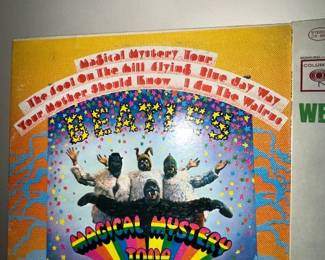 Magical Mystery Tour
The Fool On The Hill Flying Blue Jay Way
Your Mother Should Know I Am The Walrus
BEATLES
MAGICAL MYSTERY
TOUR
COLUMBIA
WE